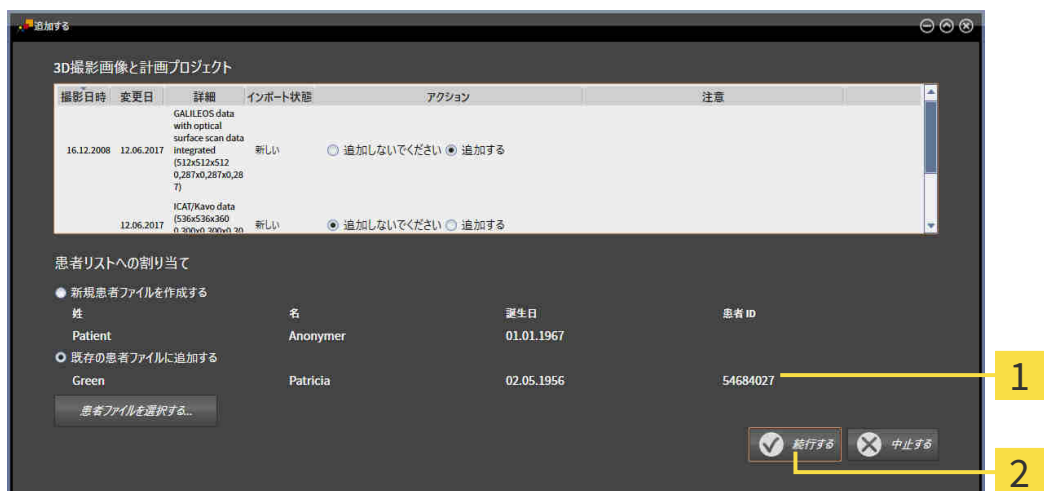 追加する
3D撮影画像と計画プロジェクト
撮影日時 変更日 詳細 インポート状態 アクション 注意
GALILEOS data
with optical
surface scan data
16.12.2008 12.06.2017 integrated 新しい 追加しないでください 追加する
(512x512x512
0,287x0,287x0,28
7)
ICAT/Kavo data
12.06.2017 (536x536x360 新しい 追加しないでください 追加する
0,300x0,300x0,30
患者リストへの割り当て
新規患者ファイルを作成する
姓 名 誕生日 患者 ID
Patient Anonymer 01.01.1967
既存の患者ファイルに追加する
Green Patricia 02.05.1956 54684027
1
患者ファイルを選択する...
続行する 中止する
2